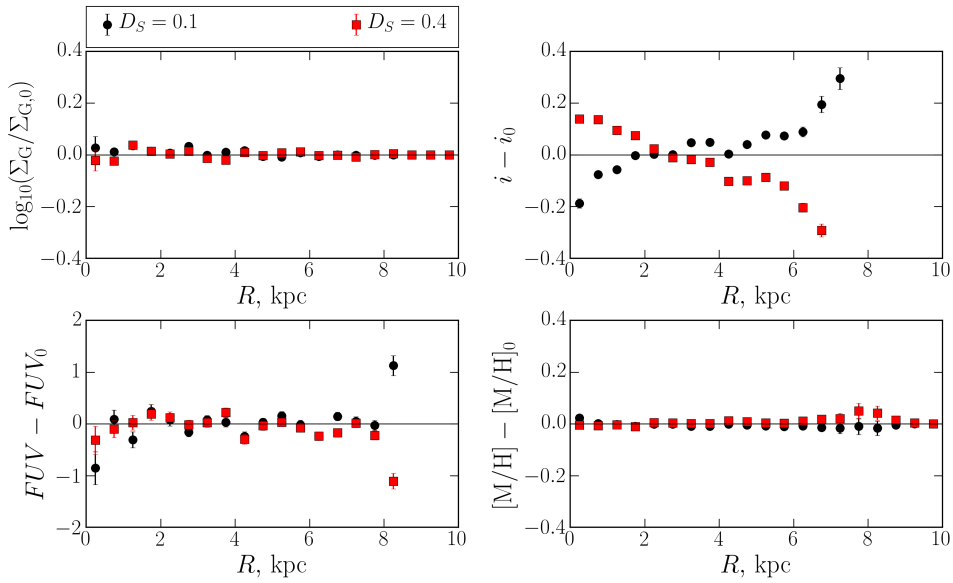 D_S = 0.1 D_S = 0.4
0.4
0.2
0.0
−0.2
−0.4
log₁₀(Σ_G/Σ_G,0)
0 2 4 6 8 10
R, kpc
0.4
0.2
0.0
−0.2
−0.4
i − i₀
0 2 4 6 8 10
R, kpc
2
1
0
−1
−2
FUV − FUV₀
0 2 4 6 8 10
R, kpc
0.4
0.2
0.0
−0.2
−0.4
[M/H] − [M/H]₀
0 2 4 6 8 10
R, kpc